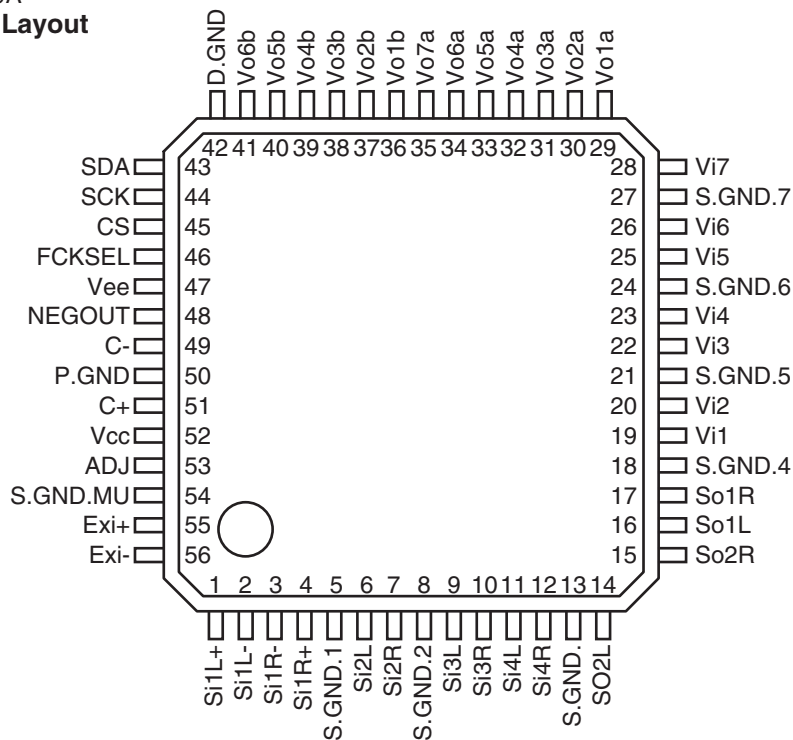 Layout
D.GND
Vo6b
Vo5b
Vo4b
Vo3b
Vo2b
Vo1b
Vo7a
Vo6a
Vo5a
Vo4a
Vo3a
Vo2a
Vo1a
42 41 40 39 38 37 36 35 34 33 32 31 30 29
SDA 43
SCK 44
CS 45
FCKSEL 46
Vee 47
NEGOUT 48
C- 49
P.GND 50
C+ 51
Vcc 52
ADJ 53
S.GND.MU 54
Exi+ 55
Exi- 56
28 Vi7
27 S.GND.7
26 Vi6
25 Vi5
24 S.GND.6
23 Vi4
22 Vi3
21 S.GND.5
20 Vi2
19 Vi1
18 S.GND.4
17 So1R
16 So1L
15 So2R
1 2 3 4 5 6 7 8 9 10 11 12 13 14
Si1L+
Si1L-
Si1R-
Si1R+
S.GND.1
Si2L
Si2R
S.GND.2
Si3L
Si3R
Si4L
Si4R
S.GND.
SO2L